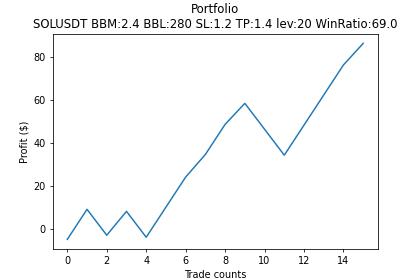 Portfolio
SOLUSDT BBM:2.4 BBL:280 SL:1.2 TP:1.4 lev:20 WinRatio:69.0
80
60
40
20
0
Profit ($)
0 2 4 6 8 10 12 14
Trade counts